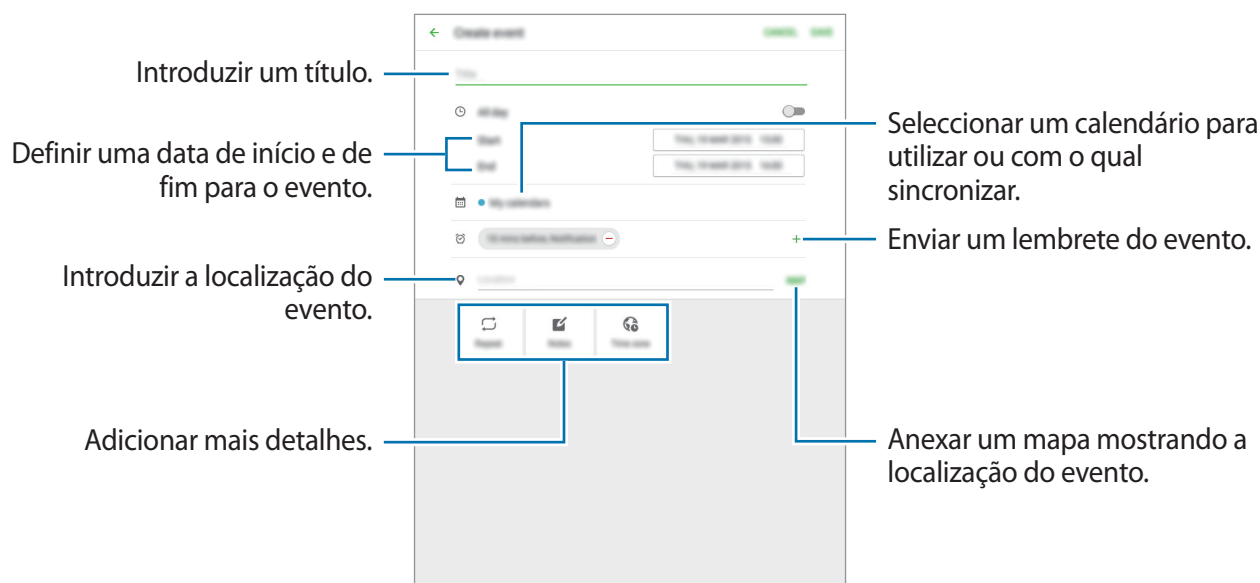 Create event
CANCEL SAVE
Introduzir um título.
Title
All day
Definir uma data de início e de
fim para o evento.
Start
End
Seleccionar um calendário para
utilizar ou com o qual
sincronizar.
My calendars
Enviar um lembrete do evento.
Introduzir a localização do
evento.
Location
Repeat
Notes
Time zone
Adicionar mais detalhes.
Anexar um mapa mostrando a
localização do evento.